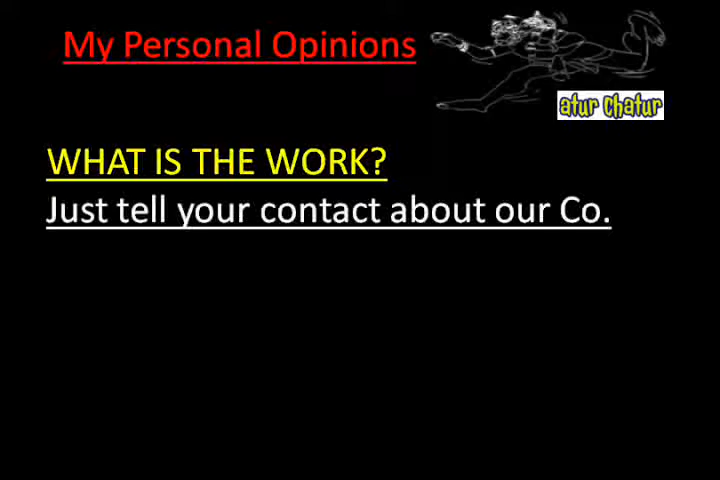 My Personal Opinions
atur chatur
WHAT IS THE WORK?
Just tell your contact about our Co.